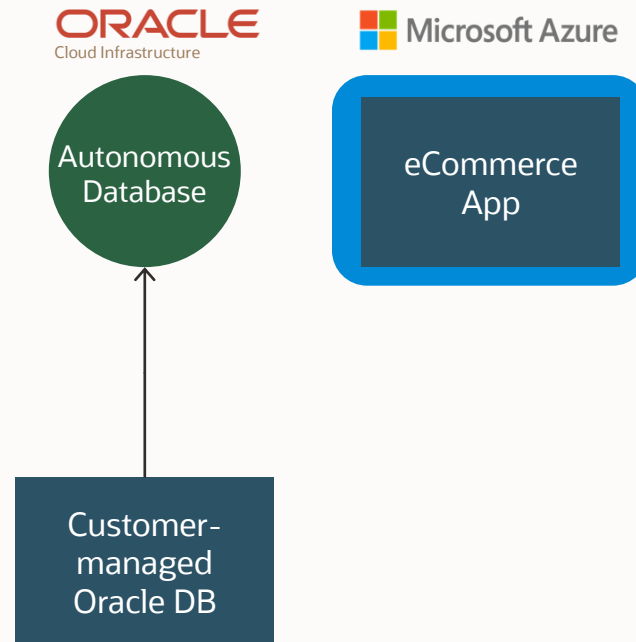 ORACLE
Cloud Infrastructure
Microsoft Azure
Autonomous
Database
eCommerce
App
Customer-
managed
Oracle DB